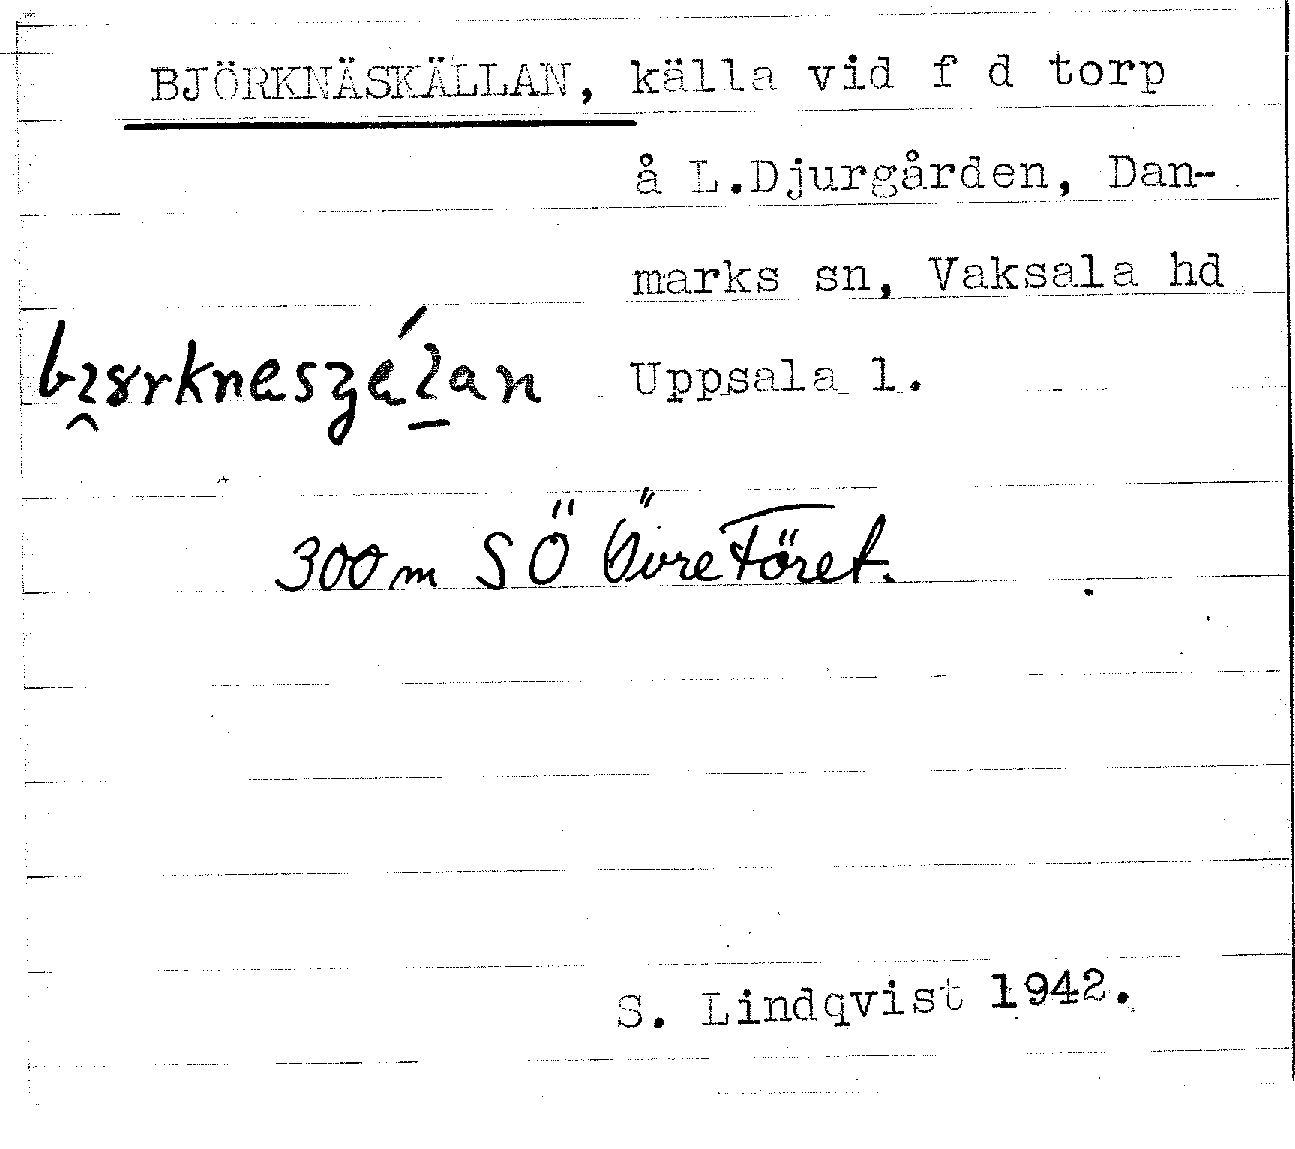 BJÖRKNÄSKÄLLAN, källa vid f d torp
å L.Djurgården, Dan-
marks sn, Vaksala hd
Uppsala l.
300 m SÖ Övre Föret.
S. Lindqvist 1942.